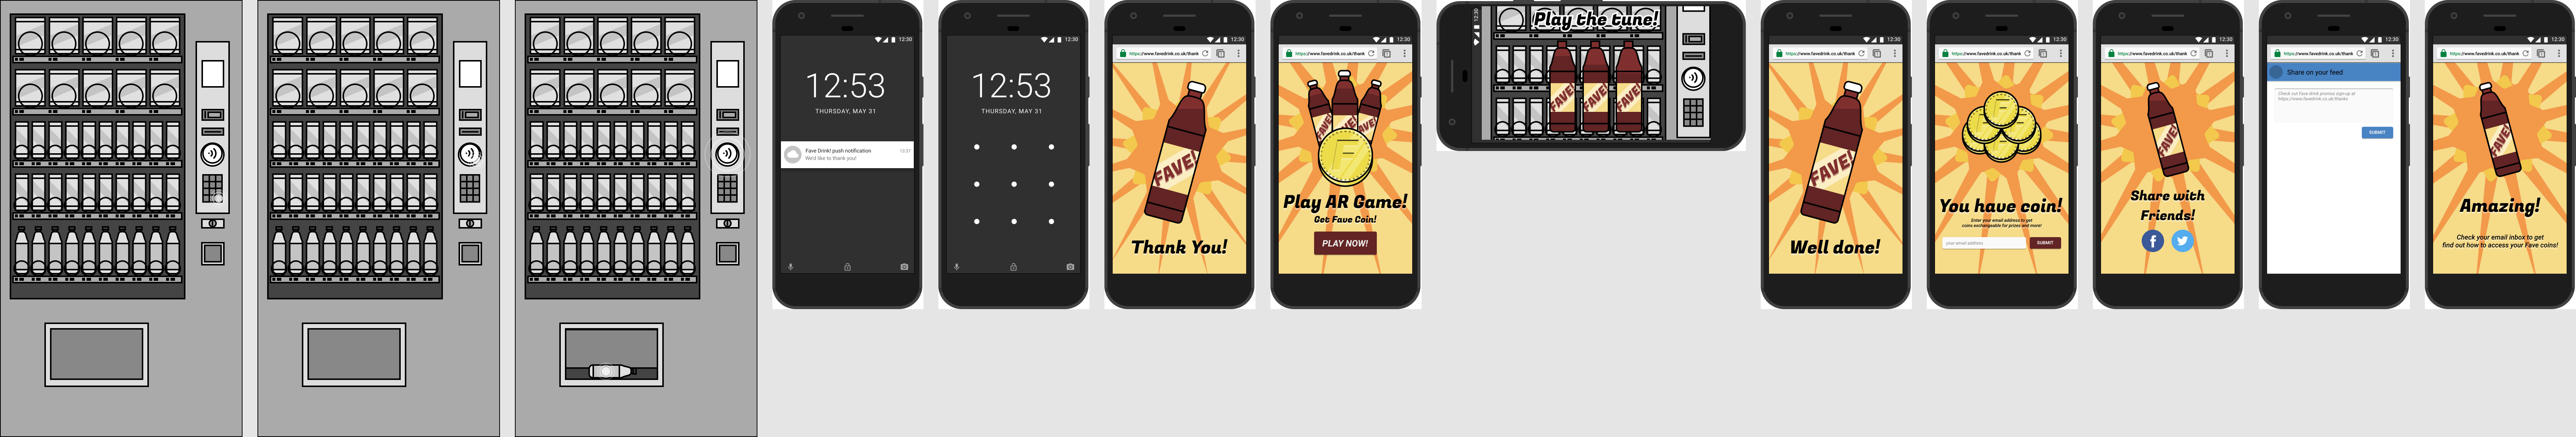 12:30
12:53
THURSDAY, MAY 31
Fave Drink! push notification
12:37
We'd like to thank you!
12:30
12:53
THURSDAY, MAY 31
12:30
https://www.favedrink.co.uk/thank
FAVE!
Thank You!
12:30
https://www.favedrink.co.uk/thank
FAVE!
FAVE!
FAVE!
F
Play AR Game!
Get Fave Coin!
PLAY NOW!
12:30
Play the tune!
FAVE!
FAVE!
FAVE!
12:30
https://www.favedrink.co.uk/thank
FAVE!
Well done!
12:30
https://www.favedrink.co.uk/thank
You have coin!
Enter your email address to get
coins exchangeable for prizes and more!
your email address
SUBMIT
12:30
https://www.favedrink.co.uk/thank
FAVE!
Share with
Friends!
f
12:30
https://www.favedrink.co.uk/thank
Share on your feed
Check out Fave drink promos sign-up at
https://www.favedrink.co.uk/thanks
SUBMIT
12:30
https://www.favedrink.co.uk/thank
FAVE!
Amazing!
Check your email inbox to get
find out how to access your Fave coins!